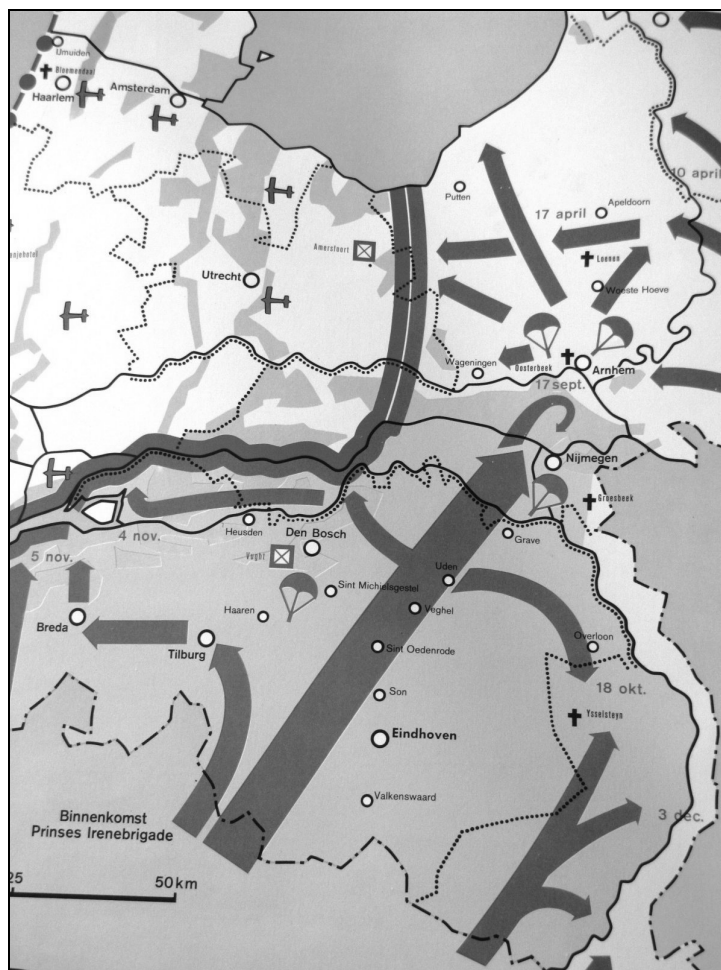 IJmuiden
Bloemendaal
Haarlem
Amsterdam
10 april
Putten
Apeldoorn
17 april
Amersfoort
Loenen
Utrecht
Woeste Hoeve
Oosterbeek
Wageningen
Arnhem
17 sept.
Nijmegen
Groesbeek
Heusden
4 nov.
Den Bosch
Grave
5 nov.
Vught
Uden
Sint Michielsgestel
Haaren
Veghel
Breda
Tilburg
Sint Oedenrode
Overloon
Son
18 okt.
Ysselsteyn
Eindhoven
Valkenswaard
3 dec.
Binnenkomst
Prinses Irenebrigade
25
50 km